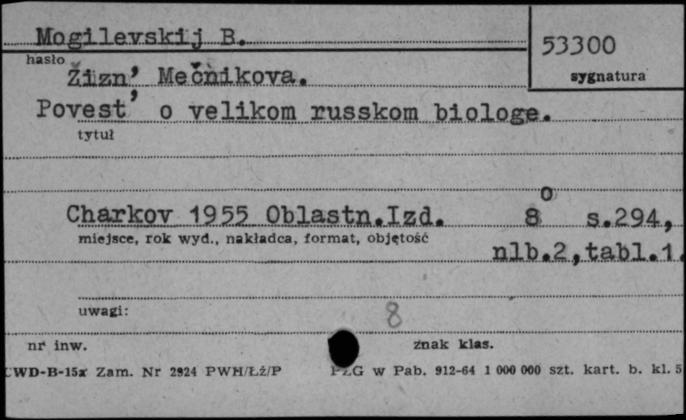 Mogilevskij B.
53300
hasło
sygnatura
Žizn’ Mečnikova.
Povest’ o velikom russkom biologe.
tytuł
Charkov 1955 Oblastn.Izd. 8o s.294,
miejsce, rok wyd., nakładca, format, objętość
nlb.2,tabl.1.
uwagi:
8
nr inw.
znak klas.
CWD-B-15a Zam. Nr 2924 PWH/Łż/P
PZG w Pab. 912-64 1 000 000 szt. kart. b. kl. 5